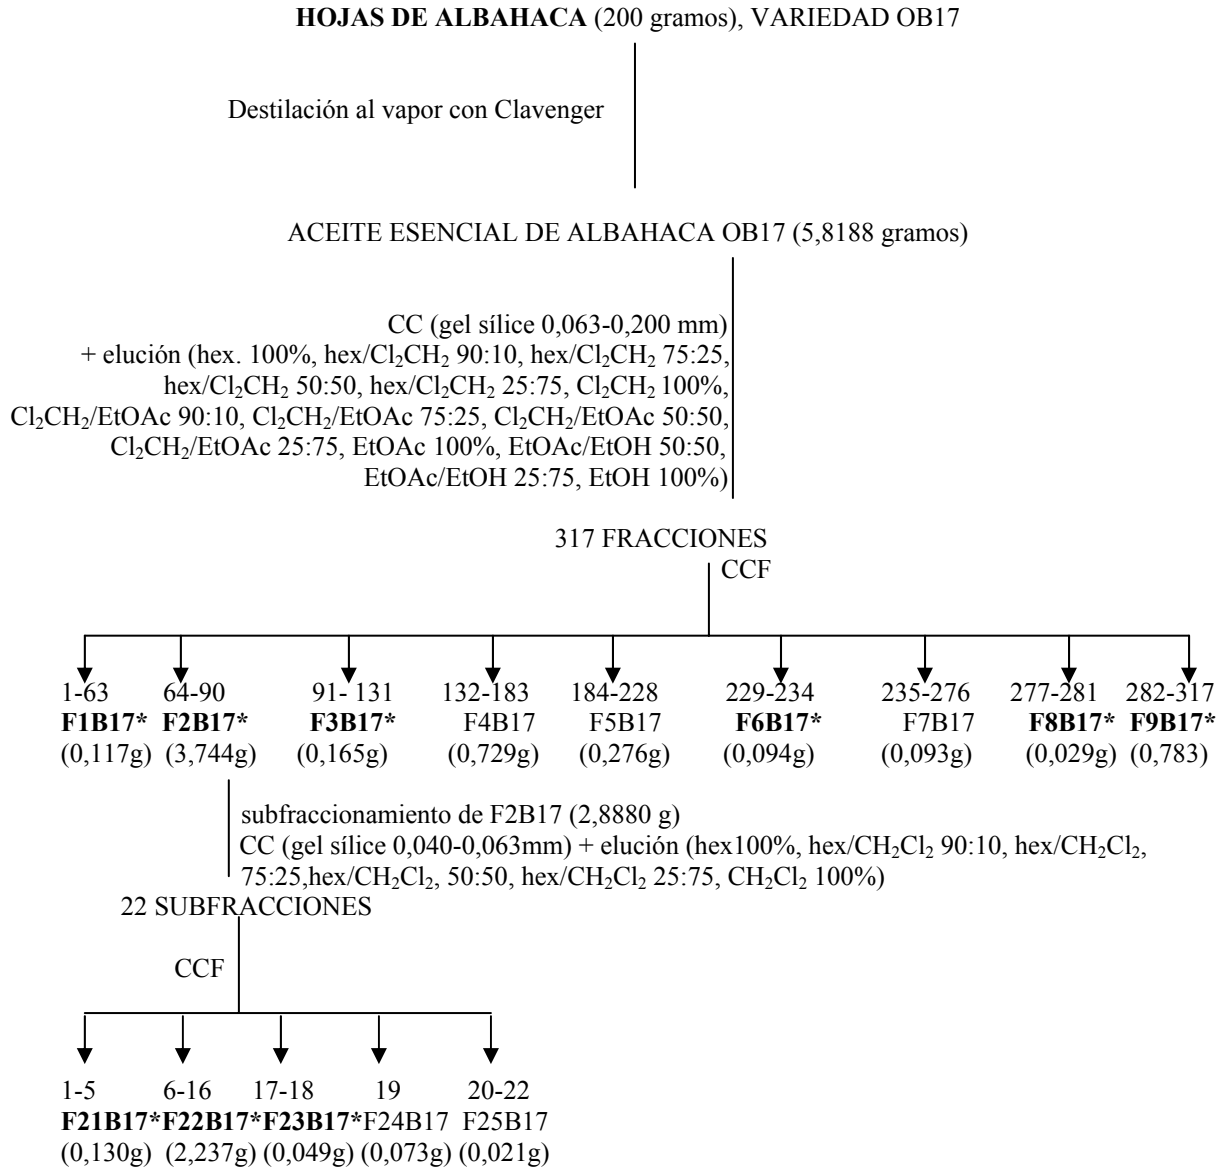 HOJAS DE ALBAHACA (200 gramos), VARIEDAD OB17
Destilación al vapor con Clavenger
ACEITE ESENCIAL DE ALBAHACA OB17 (5,8188 gramos)
CC (gel sílice 0,063-0,200 mm)
+ elución (hex. 100%, hex/Cl₂CH₂ 90:10, hex/Cl₂CH₂ 75:25,
hex/Cl₂CH₂ 50:50, hex/Cl₂CH₂ 25:75, Cl₂CH₂ 100%,
Cl₂CH₂/EtOAc 90:10, Cl₂CH₂/EtOAc 75:25, Cl₂CH₂/EtOAc 50:50,
Cl₂CH₂/EtOAc 25:75, EtOAc 100%, EtOAc/EtOH 50:50,
EtOAc/EtOH 25:75, EtOH 100%)
317 FRACCIONES
CCF
1-63 64-90 91- 131 132-183 184-228 229-234 235-276 277-281 282-317
F1B17* F2B17* F3B17* F4B17 F5B17 F6B17* F7B17 F8B17* F9B17*
(0,117g) (3,744g) (0,165g) (0,729g) (0,276g) (0,094g) (0,093g) (0,029g) (0,783)
subfraccionamiento de F2B17 (2,8880 g)
CC (gel sílice 0,040-0,063mm) + elución (hex100%, hex/CH₂Cl₂ 90:10, hex/CH₂Cl₂,
75:25,hex/CH₂Cl₂, 50:50, hex/CH₂Cl₂ 25:75, CH₂Cl₂ 100%)
22 SUBFRACCIONES
CCF
1-5 6-16 17-18 19 20-22
F21B17*F22B17*F23B17*F24B17 F25B17
(0,130g) (2,237g) (0,049g) (0,073g) (0,021g)